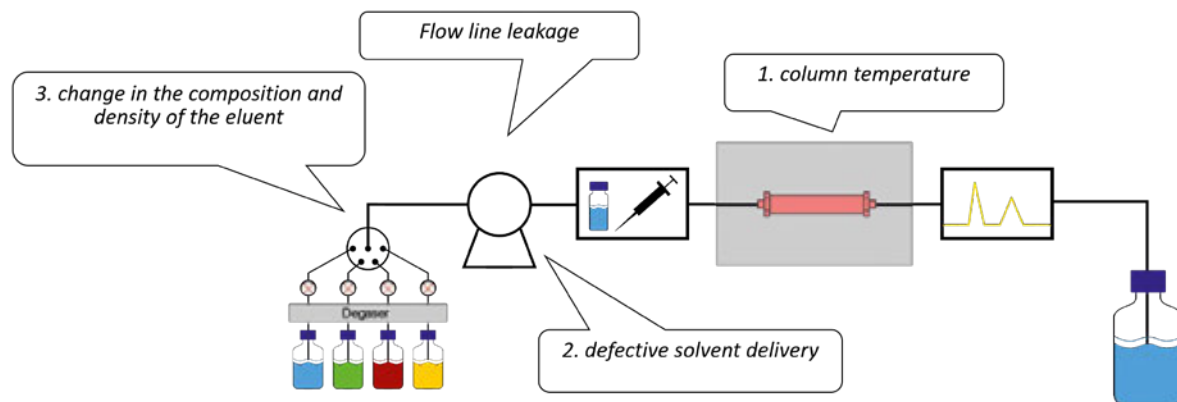 Flow line leakage
1. column temperature
3. change in the composition and
density of the eluent
Degaser
2. defective solvent delivery